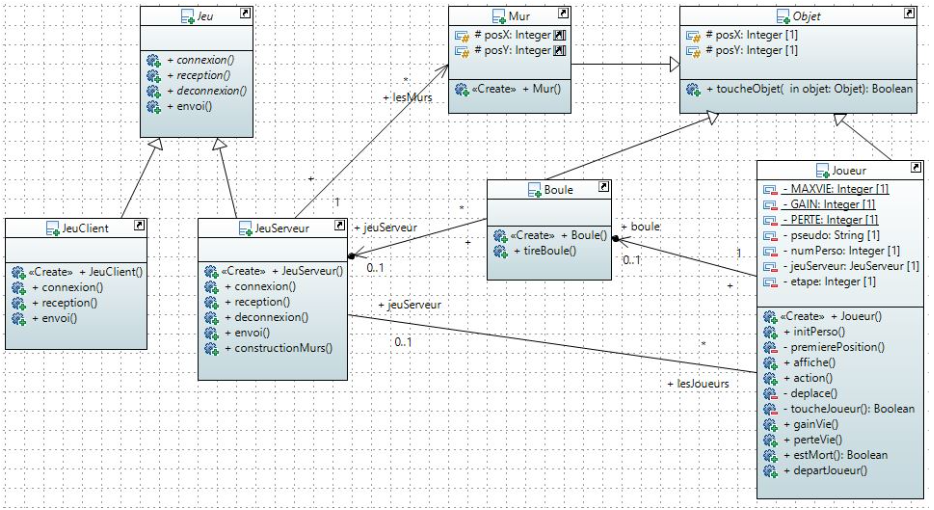 Jeu
+ connexion()
+ reception()
+ deconnexion()
+ envoi()
Mur
# posX: Integer [1]
# posY: Integer [1]
«Create» + Mur()
Objet
# posX: Integer [1]
# posY: Integer [1]
+ toucheObjet( in objet: Objet): Boolean
*
+ lesMurs
+
1
JeuClient
«Create» + JeuClient()
+ connexion()
+ reception()
+ envoi()
JeuServeur
«Create» + JeuServeur()
+ connexion()
+ reception()
+ deconnexion()
+ envoi()
+ constructionMurs()
+ jeuServeur
0..1
*
+
Boule
«Create» + Boule()
+ tireBoule()
+ boule
0..1
1
+
Joueur
- MAXVIE: Integer [1]
- GAIN: Integer [1]
- PERTE: Integer [1]
- pseudo: String [1]
- numPerso: Integer [1]
- jeuServeur: JeuServeur [1]
- etape: Integer [1]
«Create» + Joueur()
+ initPerso()
- premierePosition()
+ affiche()
+ action()
- deplace()
- toucheJoueur(): Boolean
+ gainVie()
+ perteVie()
+ estMort(): Boolean
+ departJoueur()
+ jeuServeur
0..1
*
+ lesJoueurs